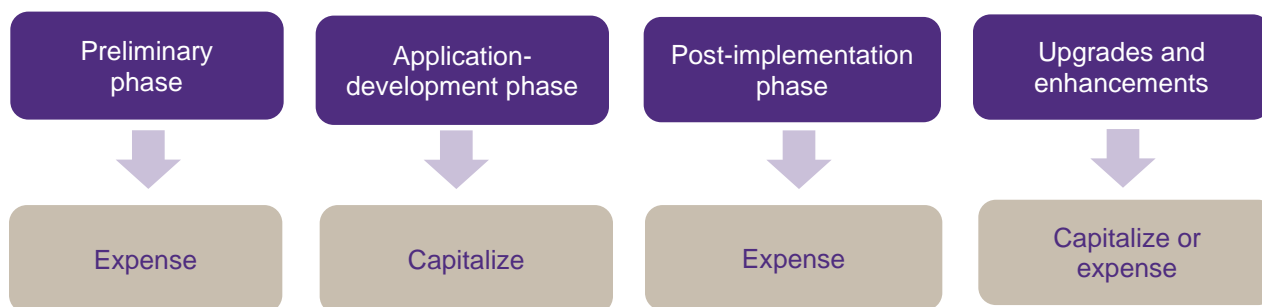 Preliminary
phase
Application-
development phase
Post-implementation
phase
Upgrades and
enhancements
Expense
Capitalize
Expense
Capitalize or
expense